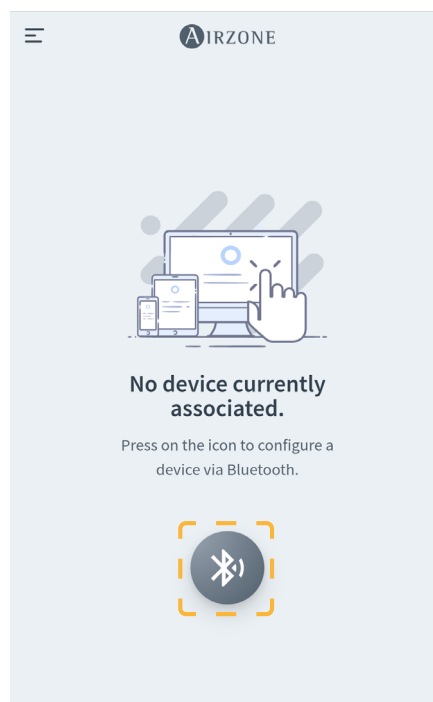 AIRZONE
No device currently
associated.
Press on the icon to configure a
device via Bluetooth.